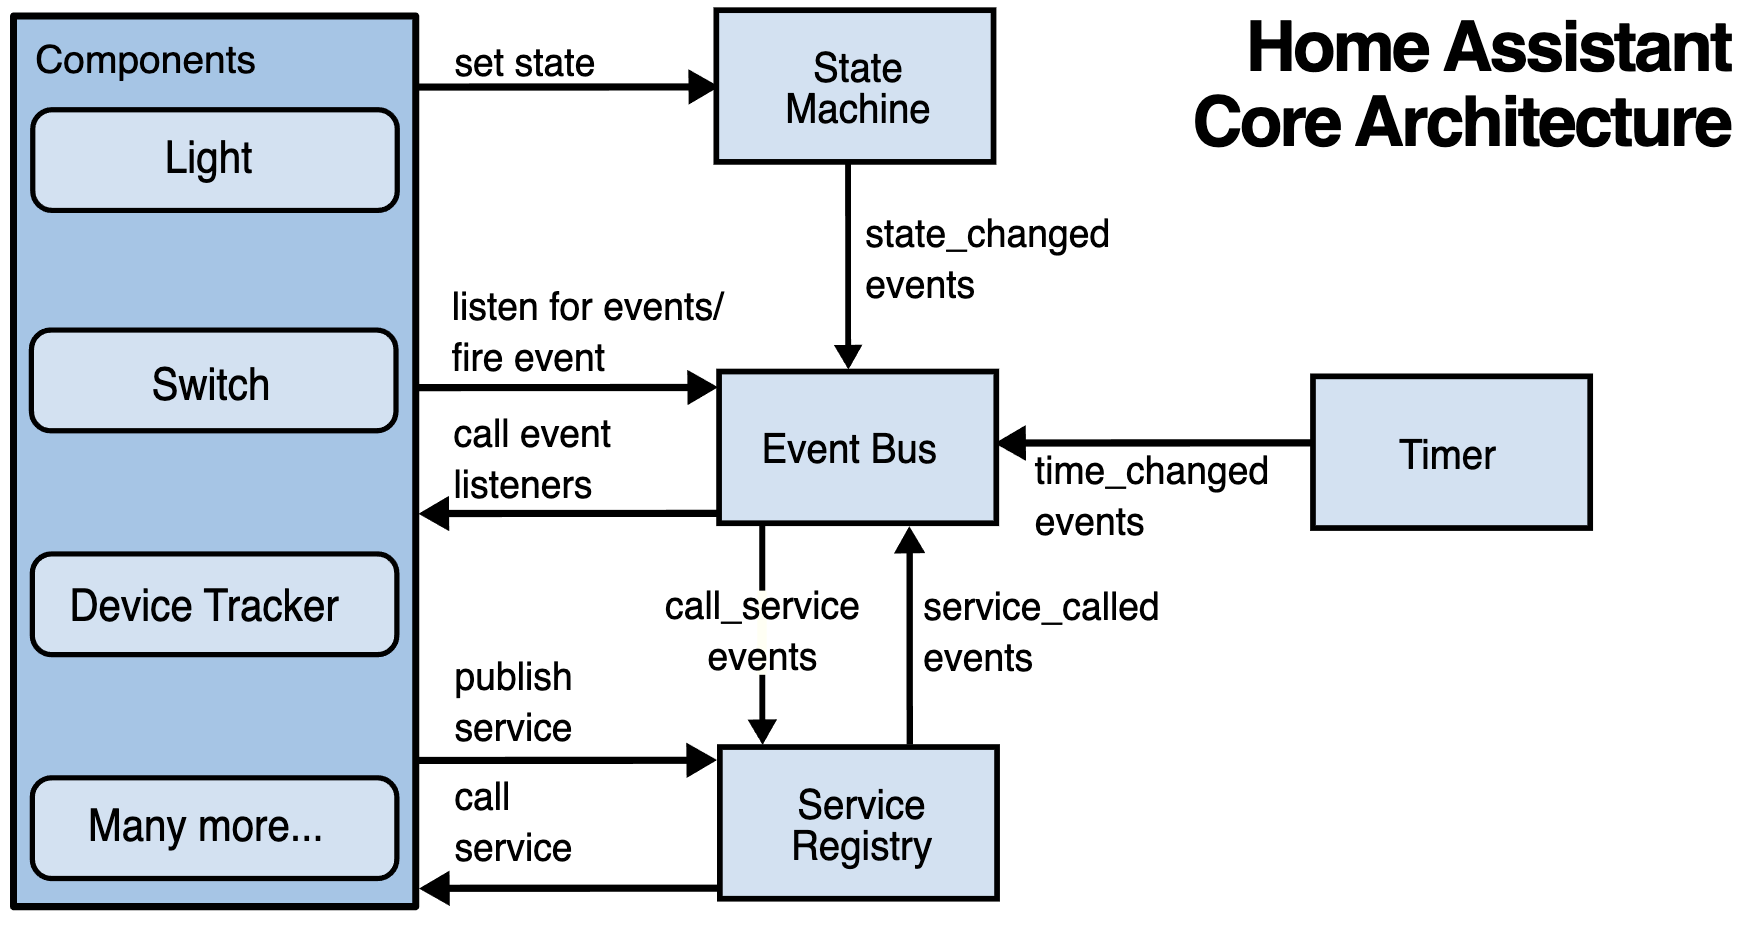 Home Assistant
Core Architecture
Components
Light
Switch
Device Tracker
Many more...
set state
State
Machine
state_changed
events
listen for events/
fire event
call event
listeners
Event Bus
time_changed
events
Timer
call_service
events
service_called
events
publish
service
call
service
Service
Registry